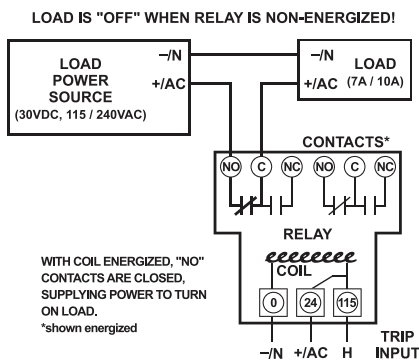 LOAD IS "OFF" WHEN RELAY IS NON-ENERGIZED!
LOAD
POWER
SOURCE
(30VDC, 115 / 240VAC)
–/N
+/AC
–/N
+/AC
LOAD
(7A / 10A)
CONTACTS*
NO C NC NO C NC
RELAY
COIL
WITH COIL ENERGIZED, "NO"
CONTACTS ARE CLOSED,
SUPPLYING POWER TO TURN
ON LOAD.
*shown energized
0 24 115
–/N +/AC H
TRIP
INPUT